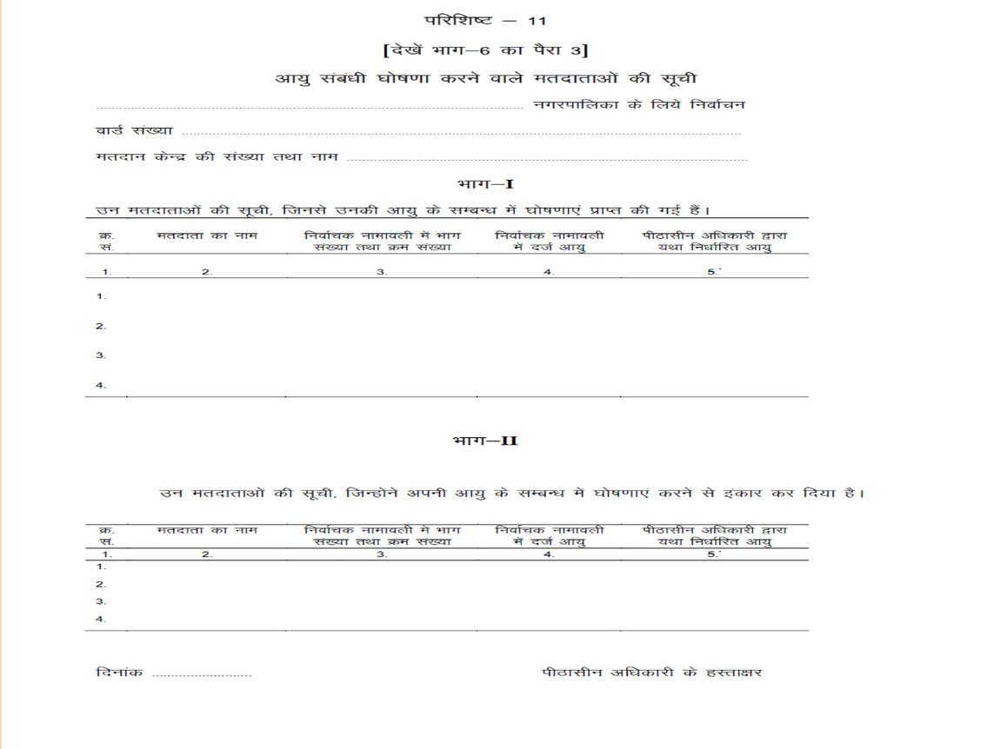 परिशिष्ट – 11
[देखें भाग–6 का पैरा 3]
आयु संबंधी घोषणा करने वाले मतदाताओं की सूची
........................................ नगरपालिका के लिये निर्वाचन
वार्ड संख्या ........................................
मतदान केन्द्र की संख्या तथा नाम ........................................
भाग–I
उन मतदाताओं की सूची, जिनसे उनकी आयु के सम्बन्ध में घोषणाएं प्राप्त की गई हैं।
क्र. मतदाता का नाम निर्वाचक नामावली में भाग निर्वाचक नामावली पीठासीन अधिकारी द्वारा
सं. संख्या तथा क्रम संख्या में दर्ज आयु यथा निर्धारित आयु
1. 2. 3. 4. 5.
1.
2.
3.
4.
भाग–II
उन मतदाताओं की सूची, जिन्होंने अपनी आयु के सम्बन्ध में घोषणाएं करने से इंकार कर दिया है।
क्र. मतदाता का नाम निर्वाचक नामावली में भाग निर्वाचक नामावली पीठासीन अधिकारी द्वारा
सं. संख्या तथा क्रम संख्या में दर्ज आयु यथा निर्धारित आयु
1. 2. 3. 4. 5.
1.
2.
3.
4.
दिनांक ........................ पीठासीन अधिकारी के हस्ताक्षर